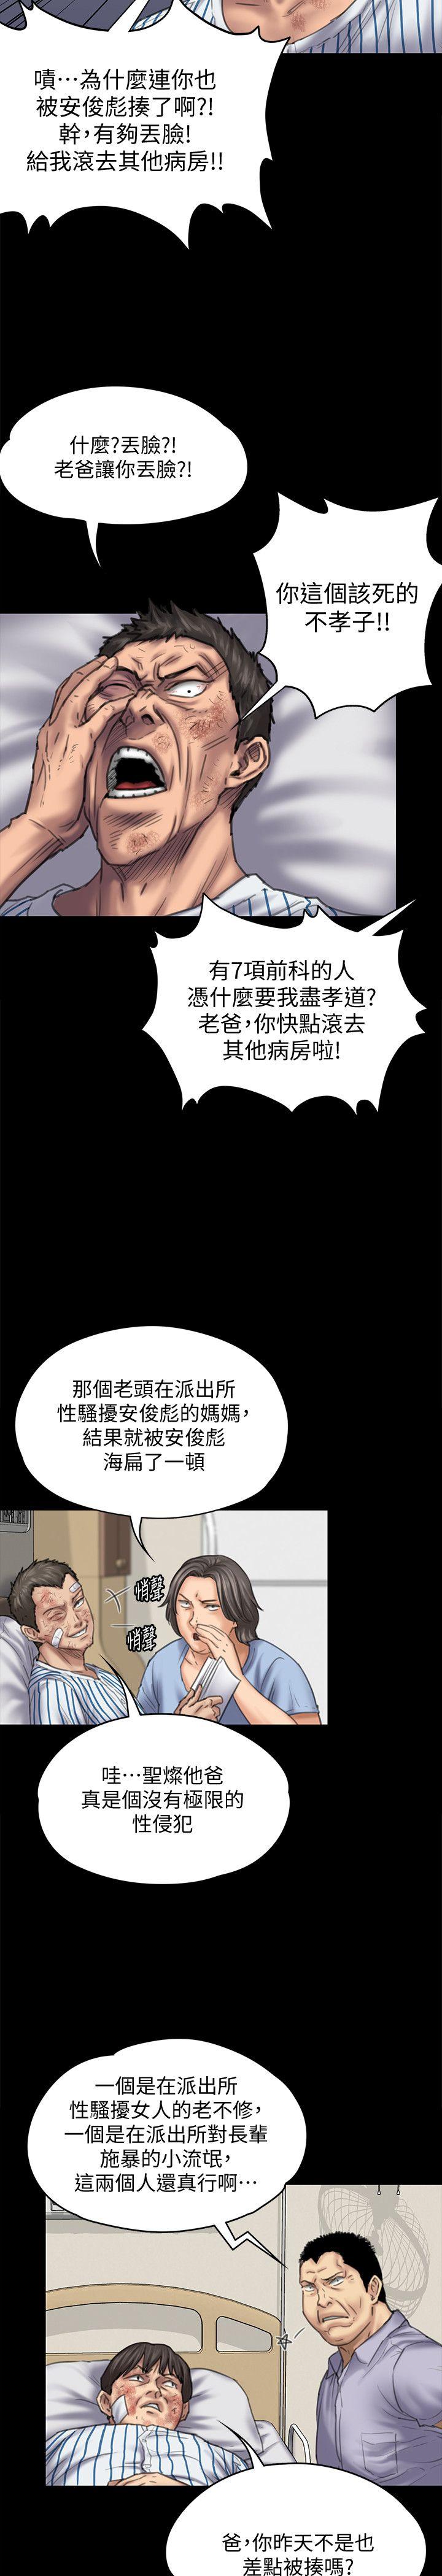 嘖…為什麼連你也
被安俊彪揍了啊?!
幹,有夠丟臉!
給我滾去其他病房!!
什麼?丟臉?!
老爸讓你丟臉?!
你這個該死的
不孝子!!
有7項前科的人
憑什麼要我盡孝道?
老爸,你快點滾去
其他病房啦!
那個老頭在派出所
性騷擾安俊彪的媽媽,
結果就被安俊彪
海扁了一頓
悄聲
悄聲
哇…聖燦他爸
真是個沒有極限的
性侵犯
一個是在派出所
性騷擾女人的老不修,
一個是在派出所對長輩
施暴的小流氓,
這兩個人還真行啊…
爸,你昨天不是也
差點被揍嗎?